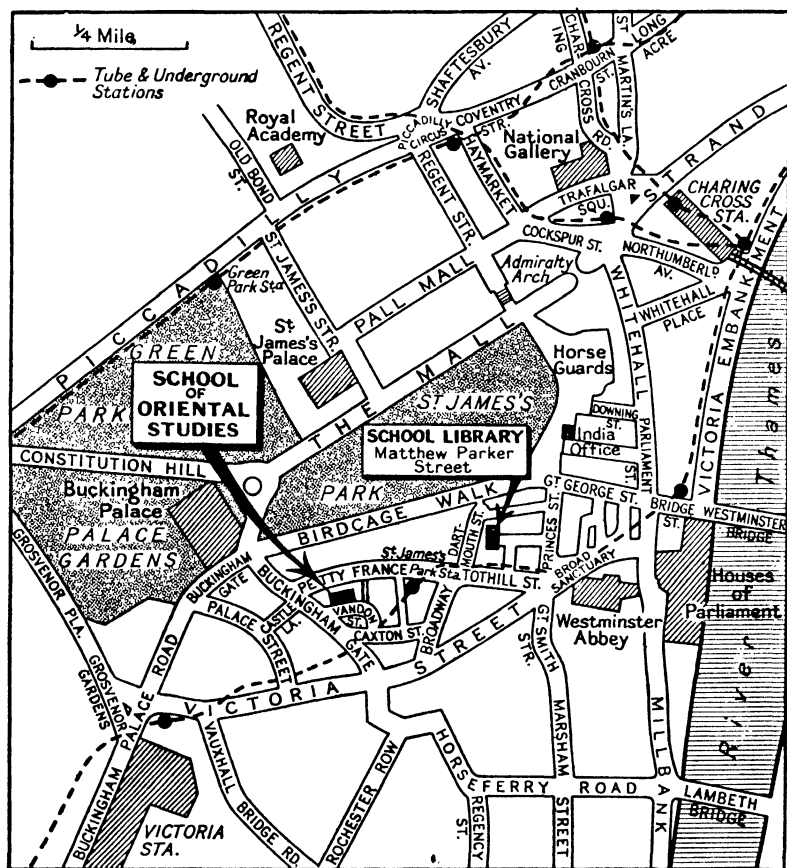 1/4 Mile
Tube & Underground
Stations
REGENT STREET
SHAFTESBURY AV.
CHARING CROSS RD.
CRANBOURN ST.
ST MARTIN'S LA.
LONG ACRE
Royal
Academy
OLD BOND ST.
PICCADILLY CIRCUS
COVENTRY STR.
HAYMARKET
REGENT STR.
National
Gallery
STRAND
TRAFALGAR
SQU.
CHARING
CROSS
STA.
COCKSPUR ST.
NORTHUMBERLD
AV.
PICCADILLY
Green
Park Sta
ST JAMES'S STR.
PALL MALL
Admiralty
Arch
WHITEHALL
WHITEHALL
PLACE
VICTORIA EMBANKMENT
GREEN
PARK
St
James's
Palace
THE MALL
Horse
Guards
ST JAMES'S
PARK
SCHOOL
OF
ORIENTAL
STUDIES
SCHOOL LIBRARY
Matthew Parker
Street
DOWNING
ST.
India
Office
PARLIAMENT ST.
CONSTITUTION HILL
Buckingham
Palace
PALACE
GARDENS
BIRDCAGE WALK
GT GEORGE ST.
BRIDGE ST.
WESTMINSTER
BRIDGE
GROSVENOR PLA.
BUCKINGHAM
GATE
BUCKINGHAM GATE
PETTY FRANCE
St James's
Park Sta
DARTMOUTH ST.
TOTHILL ST.
PRINCES ST.
BROAD
SANCTUARY
Houses
of
Parliament
PALACE STREET
CASTLE
LA.
VANDON
ST.
CAXTON ST.
BROADWAY
Westminster
Abbey
GROSVENOR
GARDENS
BUCKINGHAM PALACE ROAD
VICTORIA STREET
GT SMITH
STR.
MARSHAM
STREET
MILLBANK
River Thames
VAUXHALL
BRIDGE RD.
ROCHESTER ROW
HORSEFERRY ROAD
REGENCY
ST.
LAMBETH
BRIDGE
VICTORIA
STA.